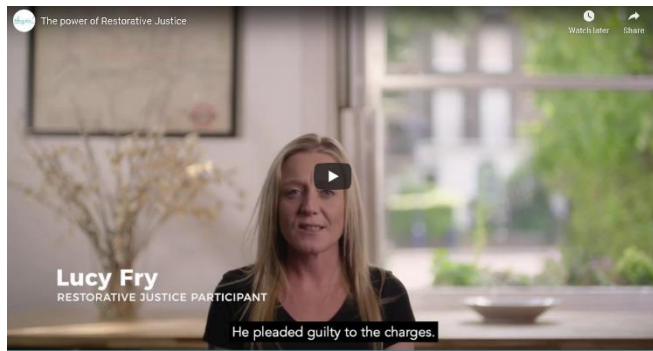 The power of Restorative Justice
Watch later
Share
Lucy Fry
RESTORATIVE JUSTICE PARTICIPANT
He pleaded guilty to the charges.